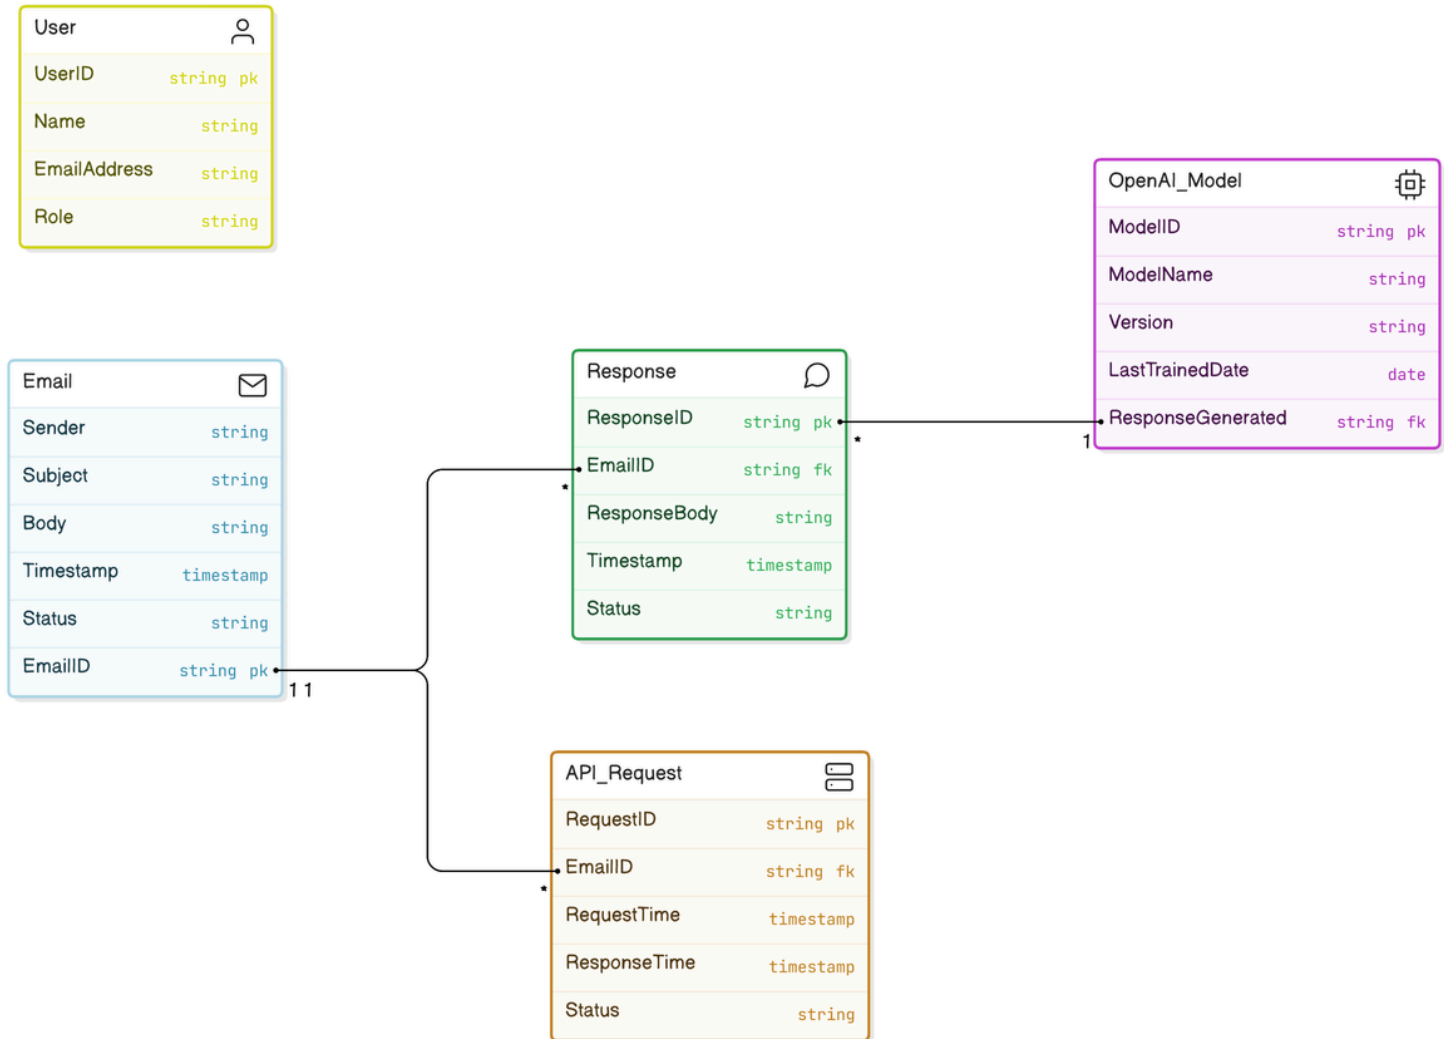 User
UserID string pk
Name string
EmailAddress string
Role string
OpenAI_Model
ModelID string pk
ModelName string
Version string
LastTrainedDate date
ResponseGenerated string fk
1
Email
Sender string
Subject string
Body string
Timestamp timestamp
Status string
EmailID string pk
1 1
Response
ResponseID string pk
*
EmailID string fk
*
ResponseBody string
Timestamp timestamp
Status string
API_Request
RequestID string pk
EmailID string fk
*
RequestTime timestamp
ResponseTime timestamp
Status string